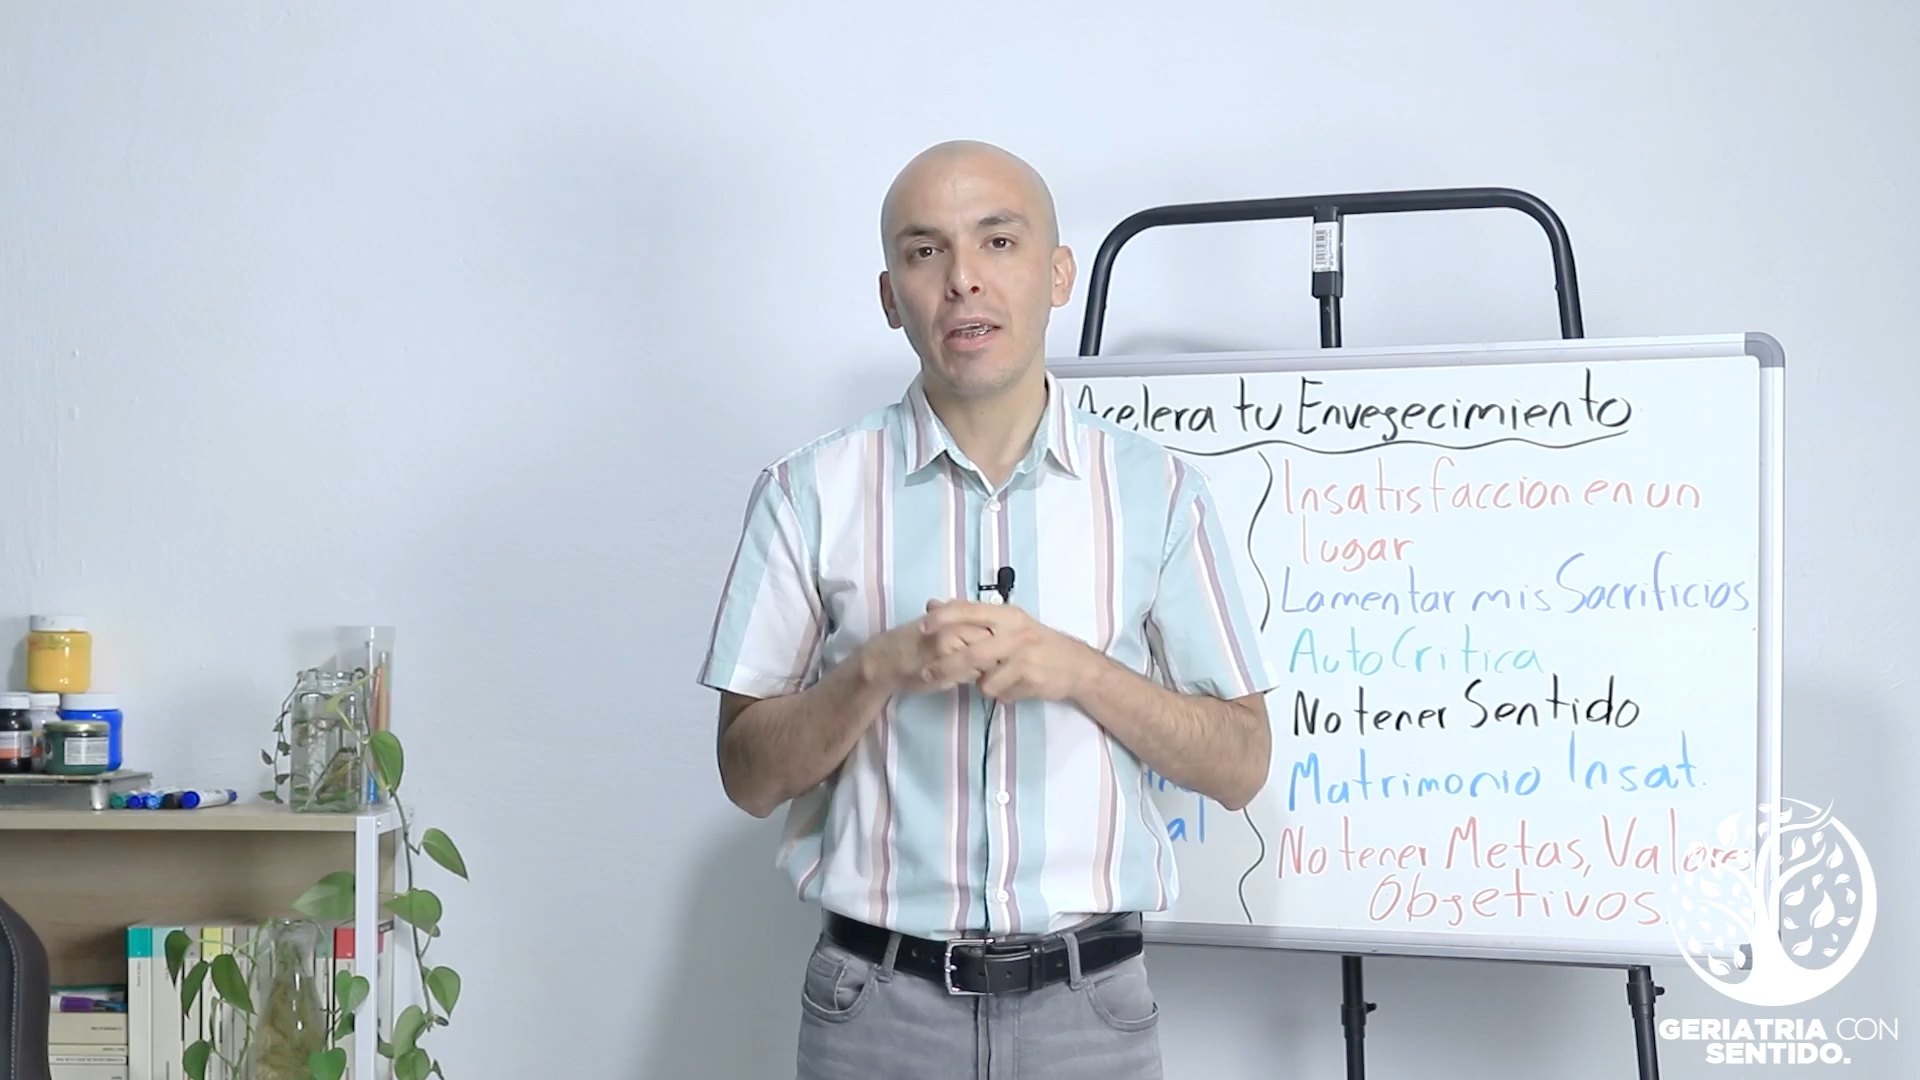 Acelera tu Envegecimiento
Insatisfaccion en un
lugar
Lamentar mis Sacrificios
AutoCritica
No tener Sentido
Matrimonio Insat.
al
No tener Metas, Valores
Objetivos.
GERIATRIA CON
SENTIDO.